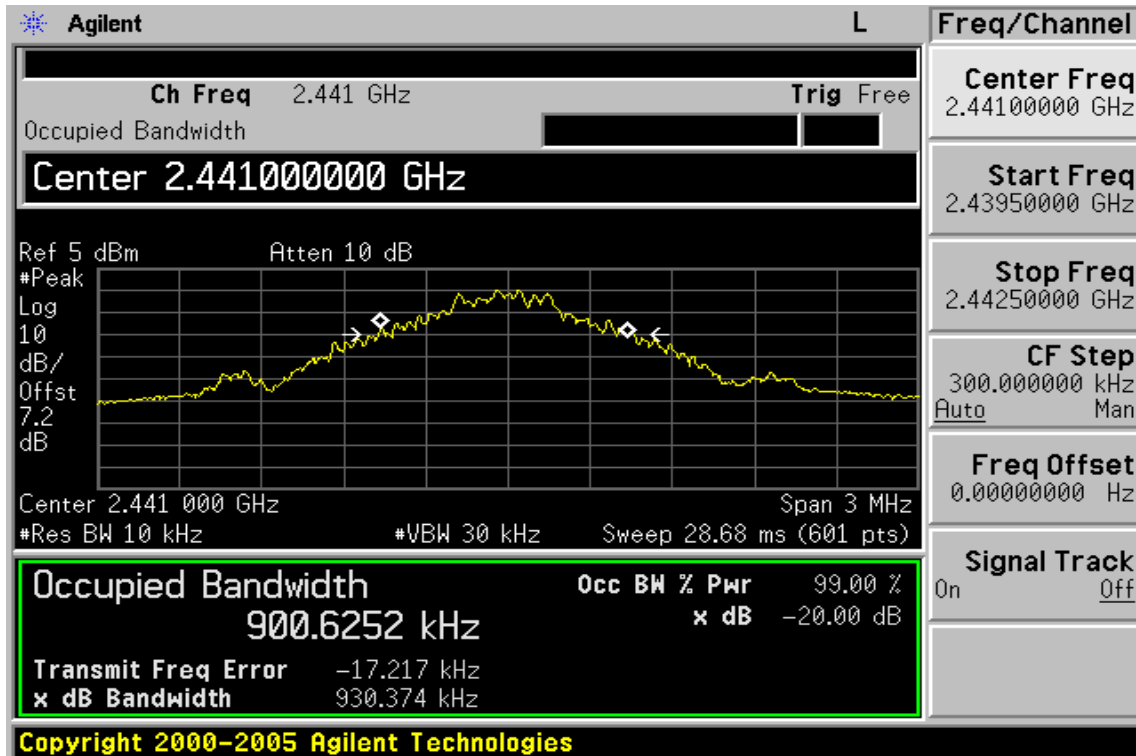 Agilent L Freq/Channel
Ch Freq 2.441 GHz Trig Free
Occupied Bandwidth
Center 2.441000000 GHz
Ref 5 dBm Atten 10 dB
#Peak
Log
10
dB/
Offst
7.2
dB
Center 2.441 000 GHz Span 3 MHz
#Res BW 10 kHz #VBW 30 kHz Sweep 28.68 ms (601 pts)
Occupied Bandwidth Occ BW % Pwr 99.00 %
900.6252 kHz x dB -20.00 dB
Transmit Freq Error -17.217 kHz
x dB Bandwidth 930.374 kHz
Center Freq
2.44100000 GHz
Start Freq
2.43950000 GHz
Stop Freq
2.44250000 GHz
CF Step
300.000000 kHz
Auto Man
Freq Offset
0.00000000 Hz
Signal Track
On Off
Copyright 2000-2005 Agilent Technologies